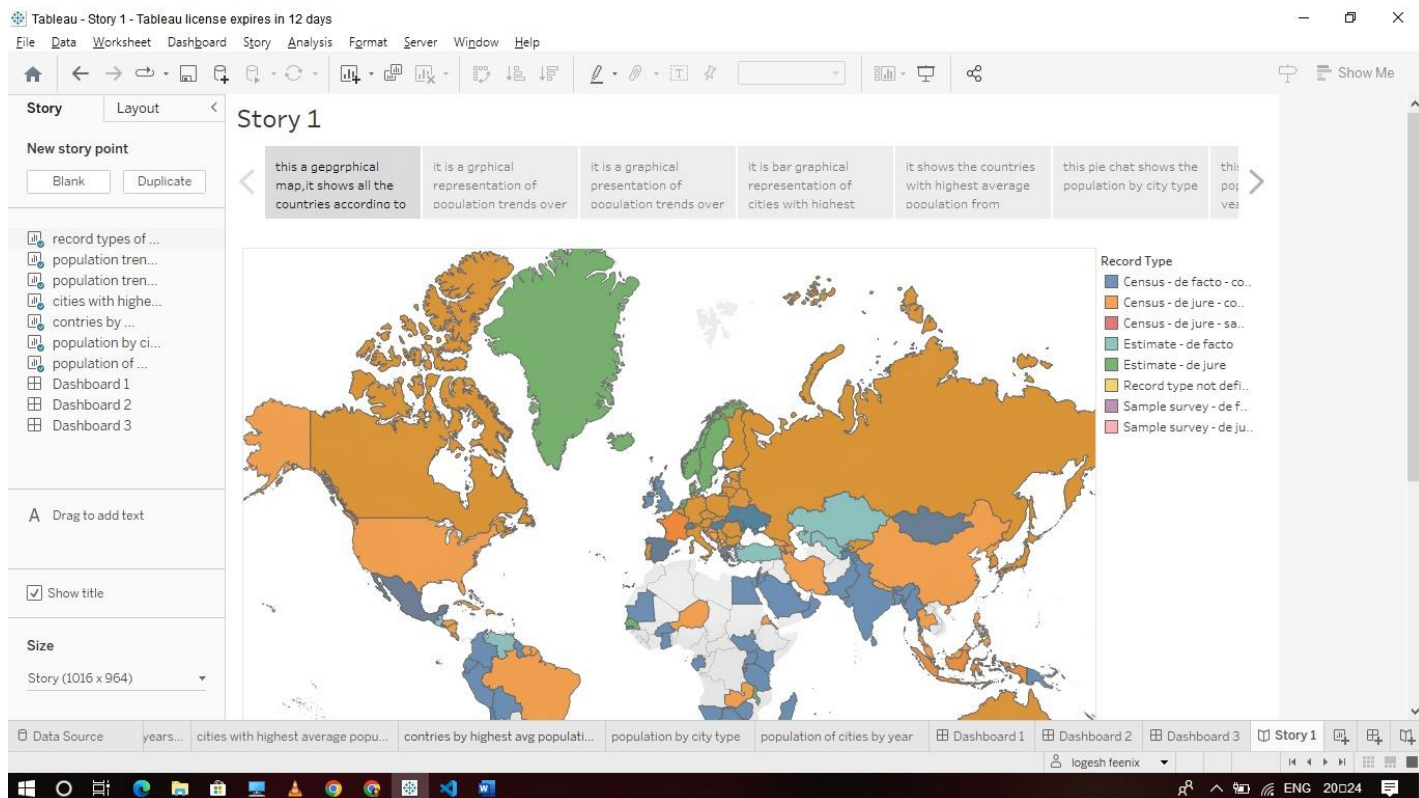 Tableau - Story 1 - Tableau license expires in 12 days
File Data Worksheet Dashboard Story Analysis Format Server Window Help
Show Me
Story Layout
Story 1
New story point
Blank Duplicate
this a gepgrphical
map,it shows all the
countries according to
it is a grphical
representation of
population trends over
it is a graphical
presentation of
population trends over
it is bar graphical
representation of
cities with highest
it shows the countries
with highest average
population from
this pie chat shows the
population by city type
record types of ...
population tren...
population tren...
cities with highe...
contries by ...
population by ci...
population of ...
Dashboard 1
Dashboard 2
Dashboard 3
A Drag to add text
Show title
Size
Story (1016 x 964)
Record Type
Census - de facto - co..
Census - de jure - co..
Census - de jure - sa..
Estimate - de facto
Estimate - de jure
Record type not defi..
Sample survey - de f..
Sample survey - de ju..
Data Source years... cities with highest average popu... contries by highest avg populati... population by city type population of cities by year Dashboard 1 Dashboard 2 Dashboard 3 Story 1
logesh feenix
ENG 20□24